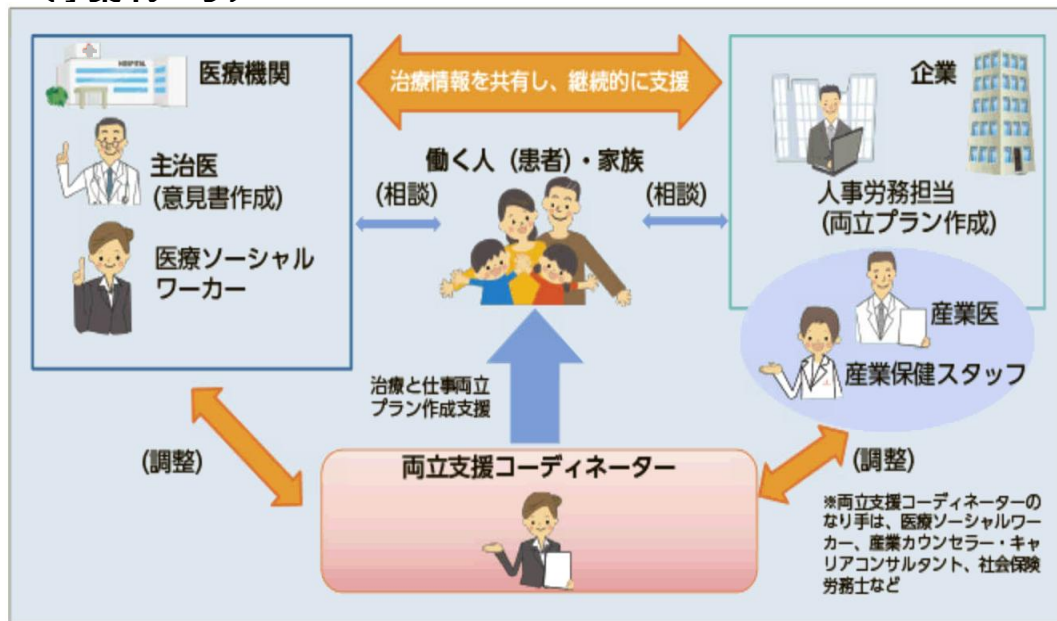 HOSPITAL
医療機関
主治医
(意見書作成)
医療ソーシャル
ワーカー
治療情報を共有し、継続的に支援
働く人（患者）・家族
(相談)
(相談)
企業
人事労務担当
(両立プラン作成)
産業医
産業保健スタッフ
治療と仕事両立
プラン作成支援
(調整)
両立支援コーディネーター
(調整)
※両立支援コーディネーターの
なり手は、医療ソーシャルワー
カー、産業カウンセラー・キャ
リアコンサルタント、社会保険
労務士など